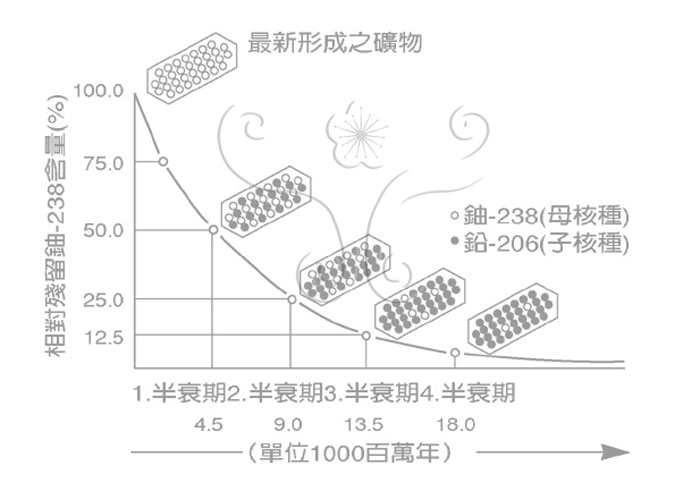 最新形成之礦物
相對殘留鈾-238含量(%)
100.0
75.0
50.0
25.0
12.5
鈾-238(母核種)
鉛-206(子核種)
1.半衰期2.半衰期3.半衰期4.半衰期
4.5 9.0 13.5 18.0
(單位1000百萬年)